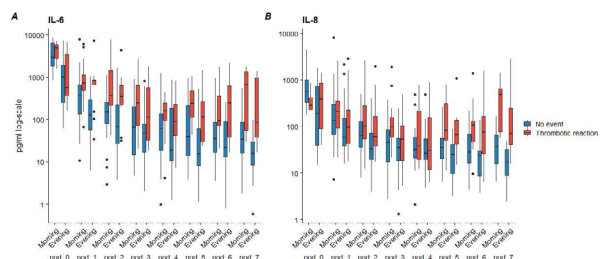 A
IL-6
B
IL-8
pgml log-scale
10000
1000
100
10
1
1000
100
10
1
No event
Thrombotic reaction
Morning Evening Morning Evening Morning Evening Morning Evening Morning Evening Morning Evening Morning Evening Morning Evening
Morning Evening Morning Evening Morning Evening Morning Evening Morning Evening Morning Evening Morning Evening Morning Evening
pod 0 pod 1 pod 2 pod 3 pod 4 pod 5 pod 6 pod 7
pod 0 pod 1 pod 2 pod 3 pod 4 pod 5 pod 6 pod 7